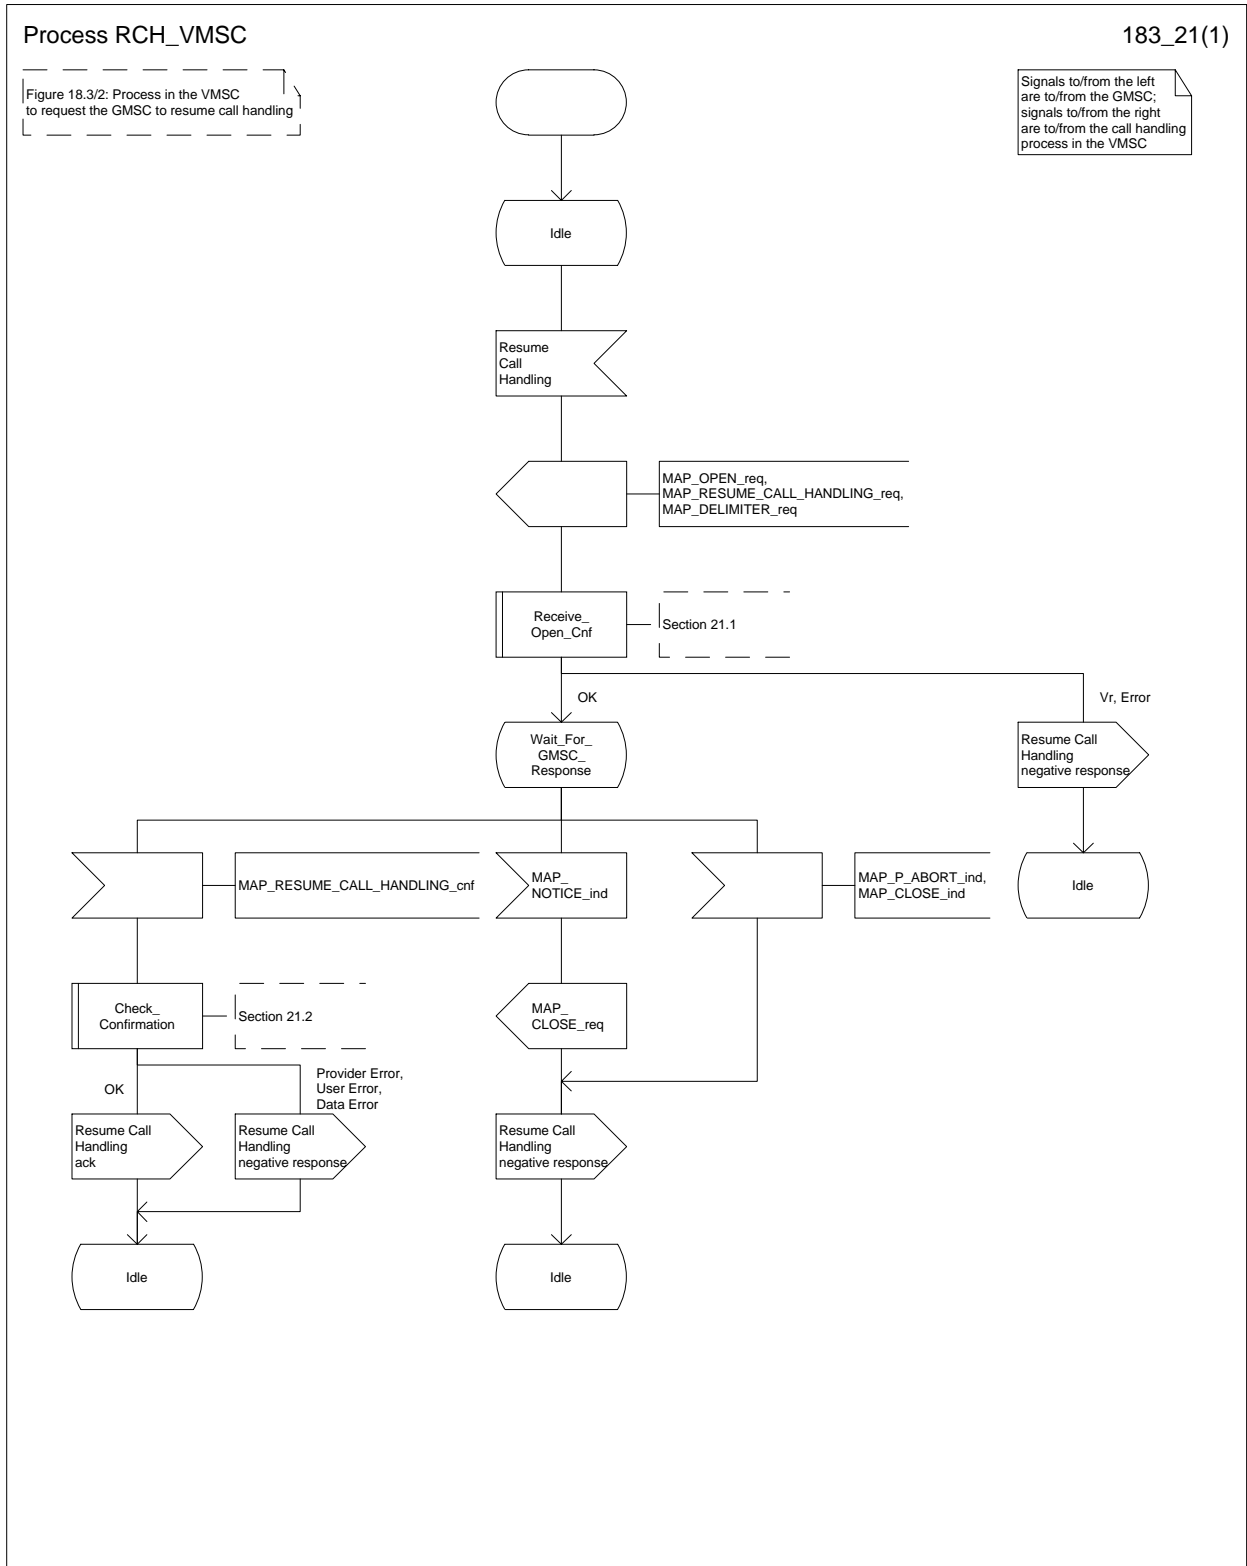 Process RCH_VMSC
183_21(1)
Figure 18.3/2: Process in the VMSC
to request the GMSC to resume call handling
Signals to/from the left
are to/from the GMSC;
signals to/from the right
are to/from the call handling
process in the VMSC
Idle
Resume
Call
Handling
MAP_OPEN_req,
MAP_RESUME_CALL_HANDLING_req,
MAP_DELIMITER_req
Receive_
Open_Cnf
Section 21.1
OK
Vr, Error
Wait_For_
GMSC_
Response
Resume Call
Handling
negative response
MAP_RESUME_CALL_HANDLING_cnf
MAP_
NOTICE_ind
MAP_P_ABORT_ind,
MAP_CLOSE_ind
Idle
Check_
Confirmation
Section 21.2
MAP_
CLOSE_req
OK
Provider Error,
User Error,
Data Error
Resume Call
Handling
ack
Resume Call
Handling
negative response
Resume Call
Handling
negative response
Idle
Idle